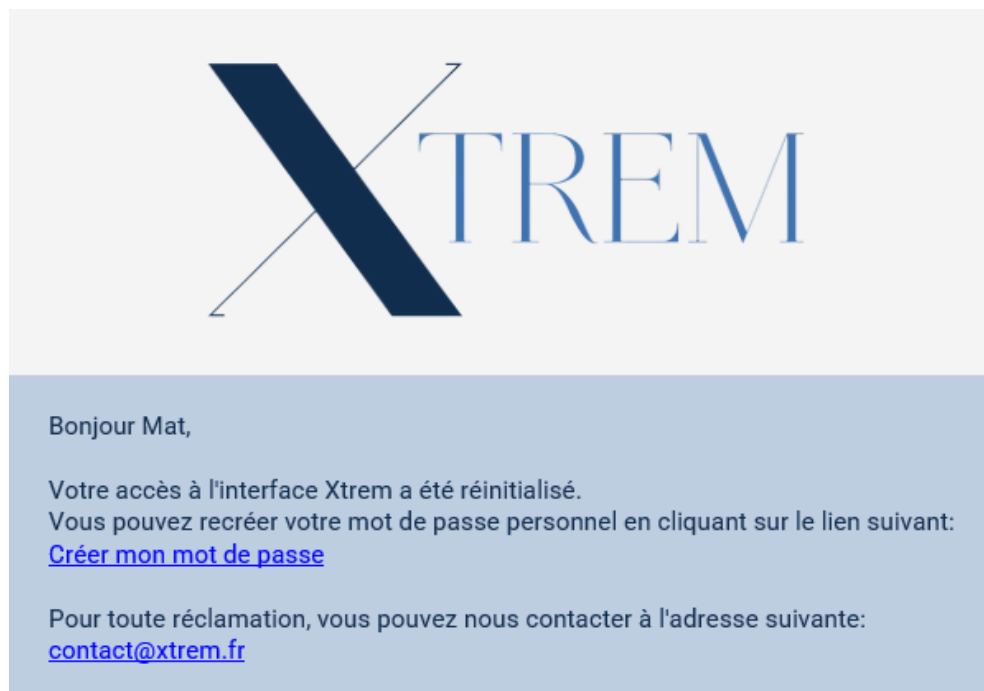 XTREM
Bonjour Mat,
Votre accès à l'interface Xtrem a été réinitialisé.
Vous pouvez recréer votre mot de passe personnel en cliquant sur le lien suivant:
Créer mon mot de passe
Pour toute réclamation, vous pouvez nous contacter à l'adresse suivante:
contact@xtrem.fr